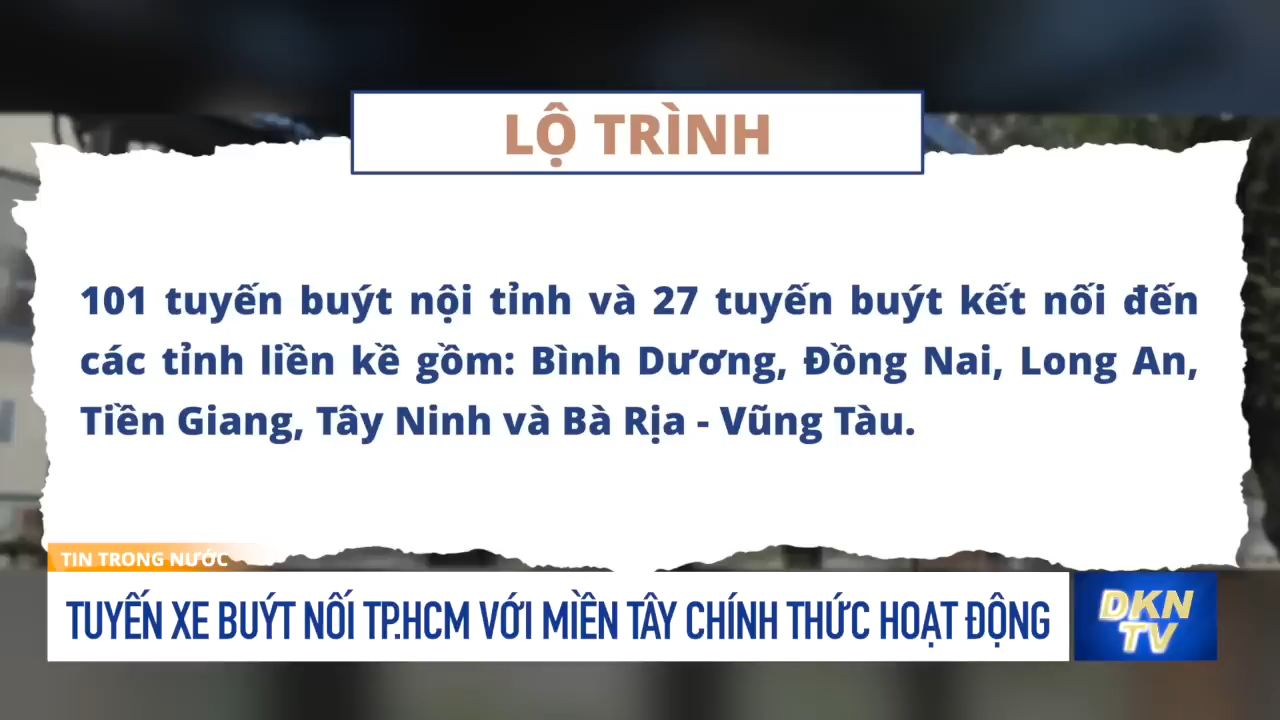 LỘ TRÌNH
101 tuyến buýt nội tỉnh và 27 tuyến buýt kết nối đến
các tỉnh liền kề gồm: Bình Dương, Đồng Nai, Long An,
Tiền Giang, Tây Ninh và Bà Rịa - Vũng Tàu.
TIN TRONG NƯỚC
TUYẾN XE BUÝT NỐI TP.HCM VỚI MIỀN TÂY CHÍNH THỨC HOẠT ĐỘNG
DKN
TV